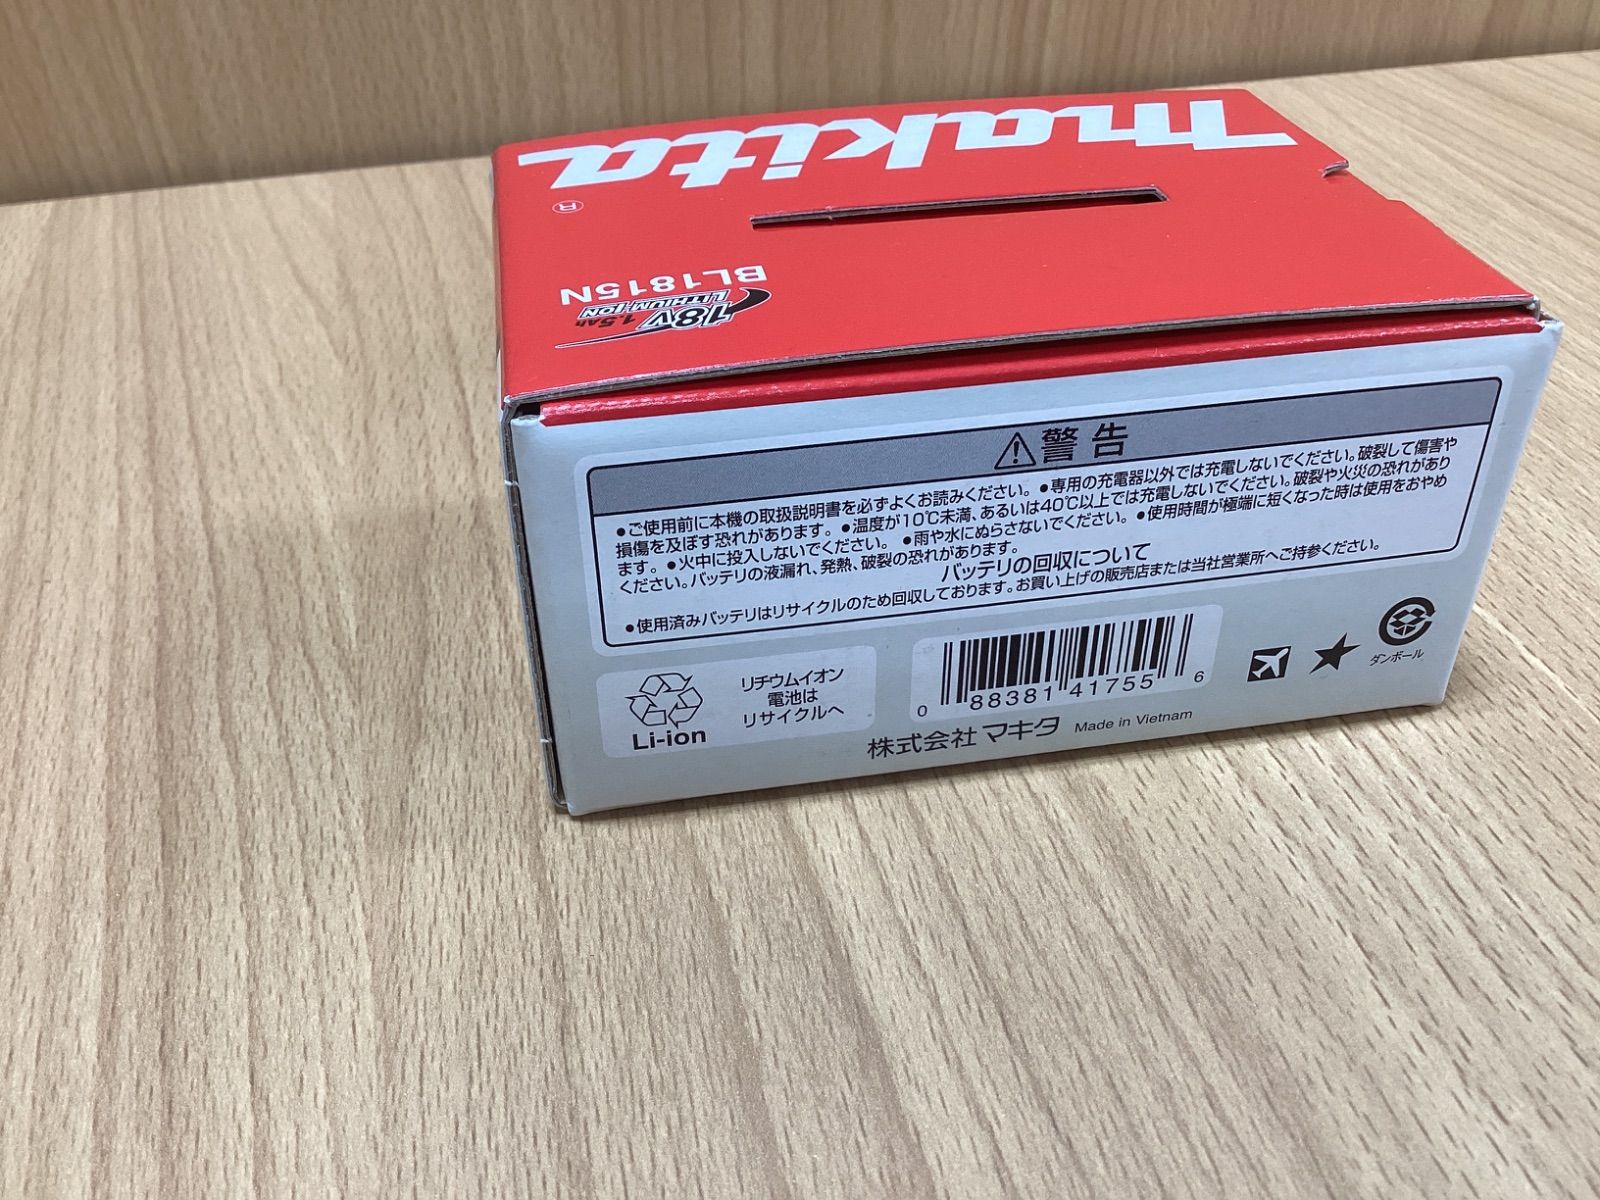 makita
®
BL1815N
LITHIUM-ION
18V 1.5Ah
警告
●ご使用前に本機の取扱説明書を必ずよくお読みください。●専用の充電器以外では充電しないでください。破裂して傷害や
損傷を及ぼす恐れがあります。●温度が10℃未満、あるいは40℃以上では充電しないでください。破裂や火災の恐れがあり
ます。●火中に投入しないでください。●雨や水にぬらさないでください。●使用時間が極端に短くなった時は使用をおやめ
ください。バッテリの液漏れ、発熱、破裂の恐れがあります。
バッテリの回収について
●使用済みバッテリはリサイクルのため回収しております。お買い上げの販売店または当社営業所へご持参ください。
リチウムイオン
電池は
リサイクルへ
Li-ion
0 88381 41755 6
ダンボール
株式会社 マキタ Made in Vietnam